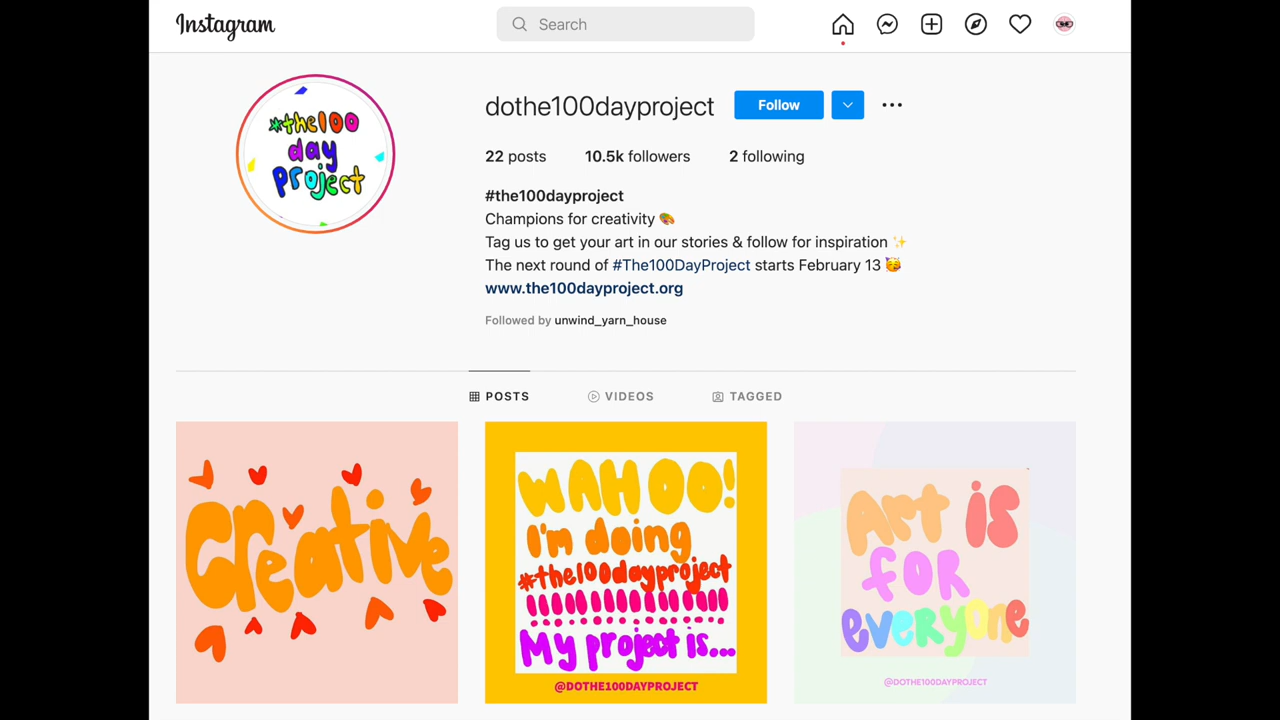 Instagram
Search
#the100
day
project
dothe100dayproject
Follow
22 posts 10.5k followers 2 following
#the100dayproject
Champions for creativity 🎨
Tag us to get your art in our stories & follow for inspiration ✨
The next round of #The100DayProject starts February 13 🥳
www.the100dayproject.org
Followed by unwind_yarn_house
POSTS VIDEOS TAGGED
Creative
WAHOO!
I'm doing
#the100dayproject
!!!!!!!!!!!!!!!
My project is...
@DOTHE100DAYPROJECT
Art is
for
everyone
@DOTHE100DAYPROJECT